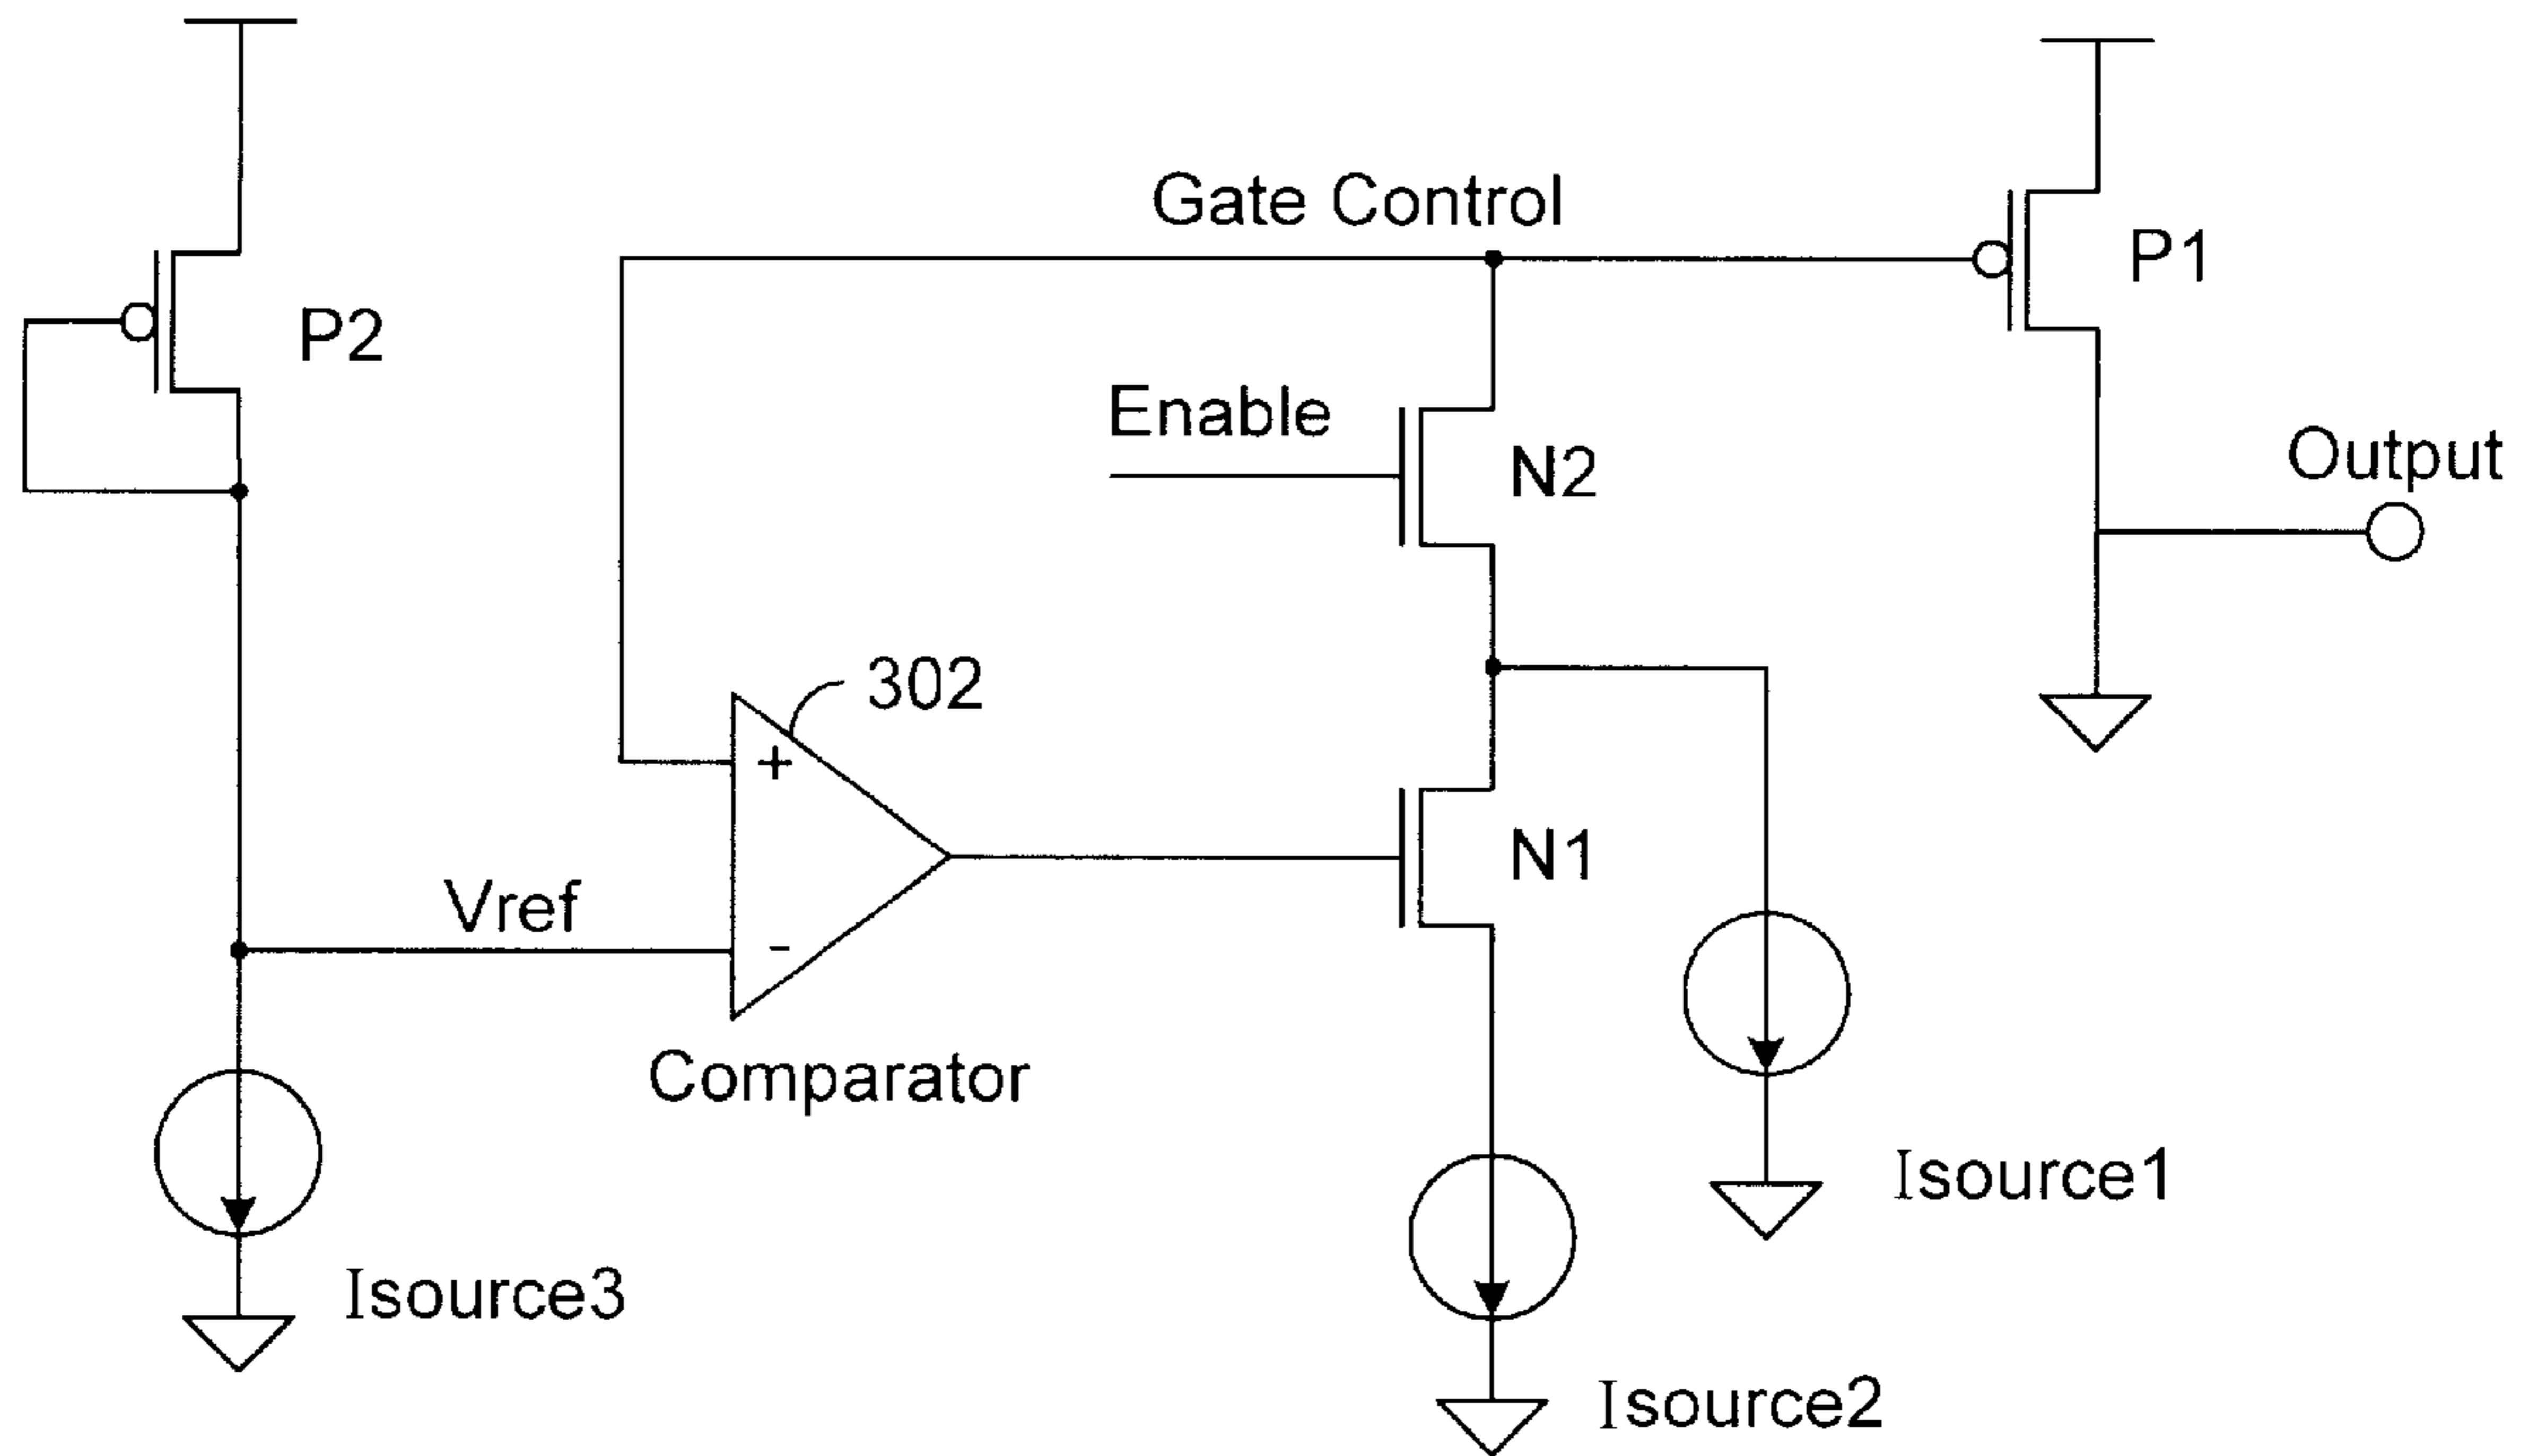 Gate Control
P1
P2
Enable
N2
Output
302
+
N1
Vref
-
Comparator
Isource1
Isource3
Isource2